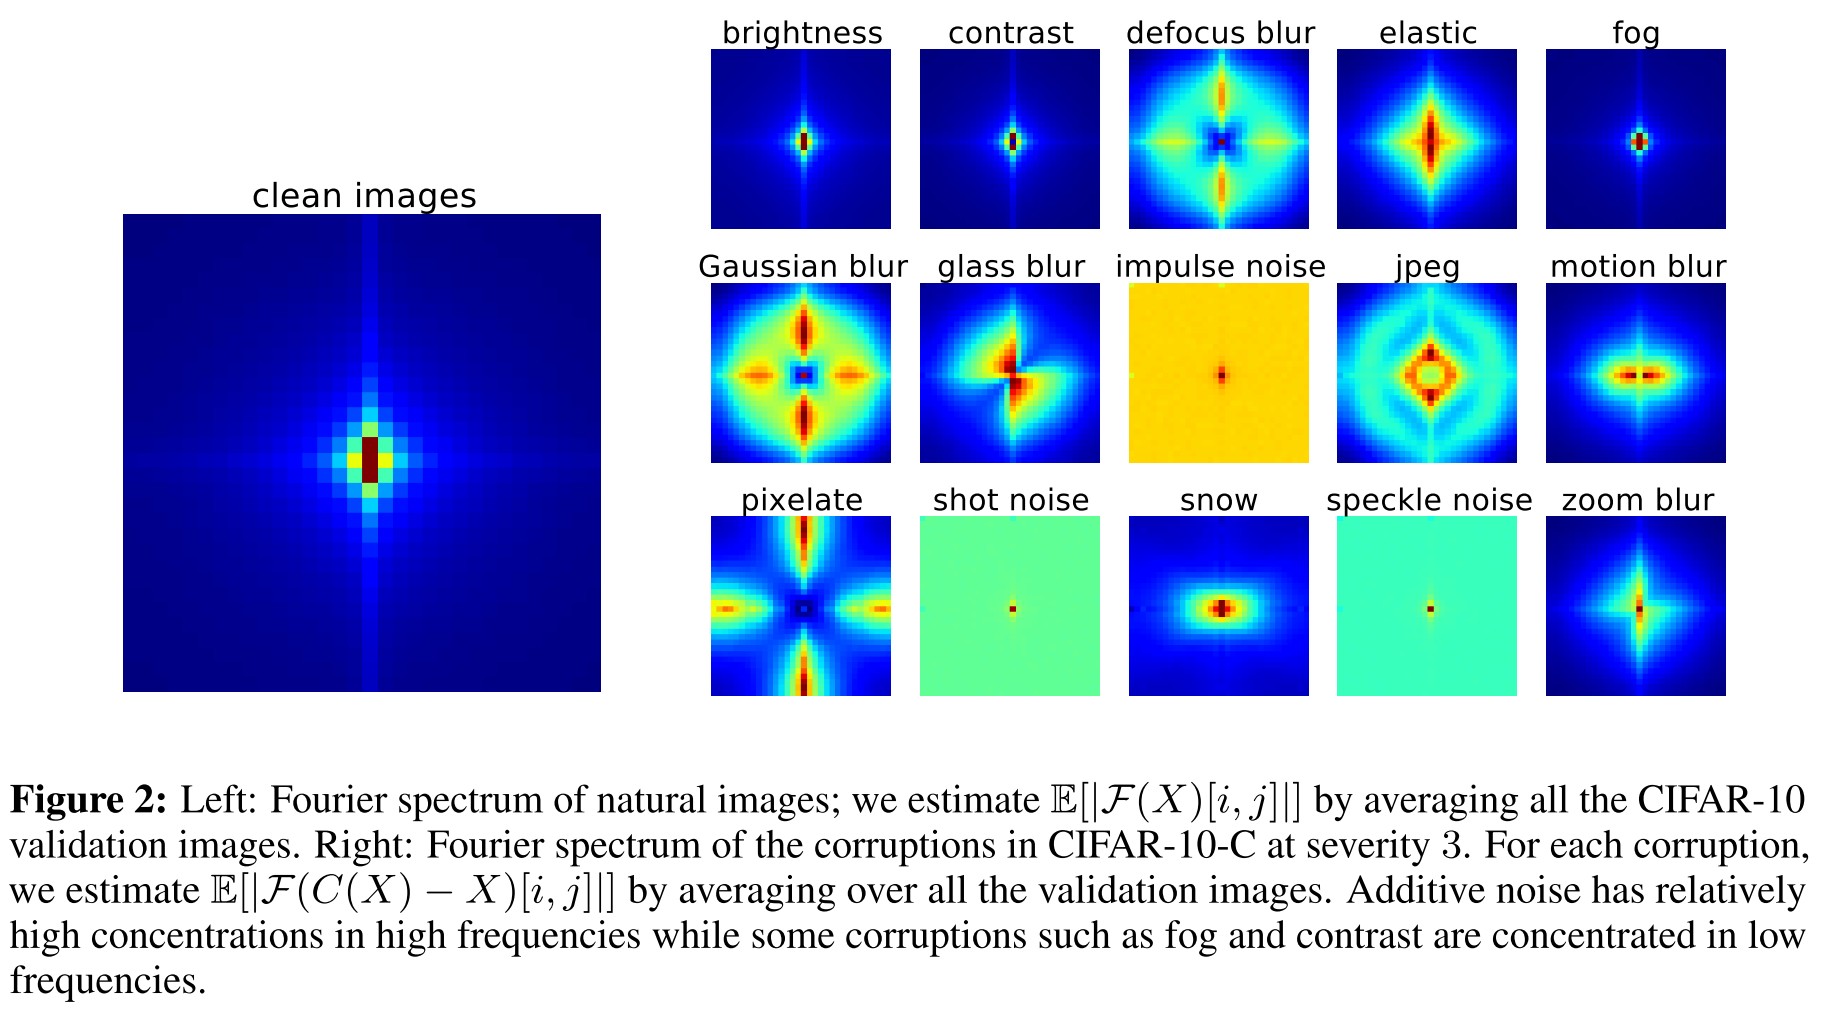 brightness contrast defocus blur elastic fog
clean images
Gaussian blur glass blur impulse noise jpeg motion blur
pixelate shot noise snow speckle noise zoom blur
Figure 2: Left: Fourier spectrum of natural images; we estimate 𝔼[|ℱ(X)[i, j]|] by averaging all the CIFAR-10
validation images. Right: Fourier spectrum of the corruptions in CIFAR-10-C at severity 3. For each corruption,
we estimate 𝔼[|ℱ(C(X) − X)[i, j]|] by averaging over all the validation images. Additive noise has relatively
high concentrations in high frequencies while some corruptions such as fog and contrast are concentrated in low
frequencies.